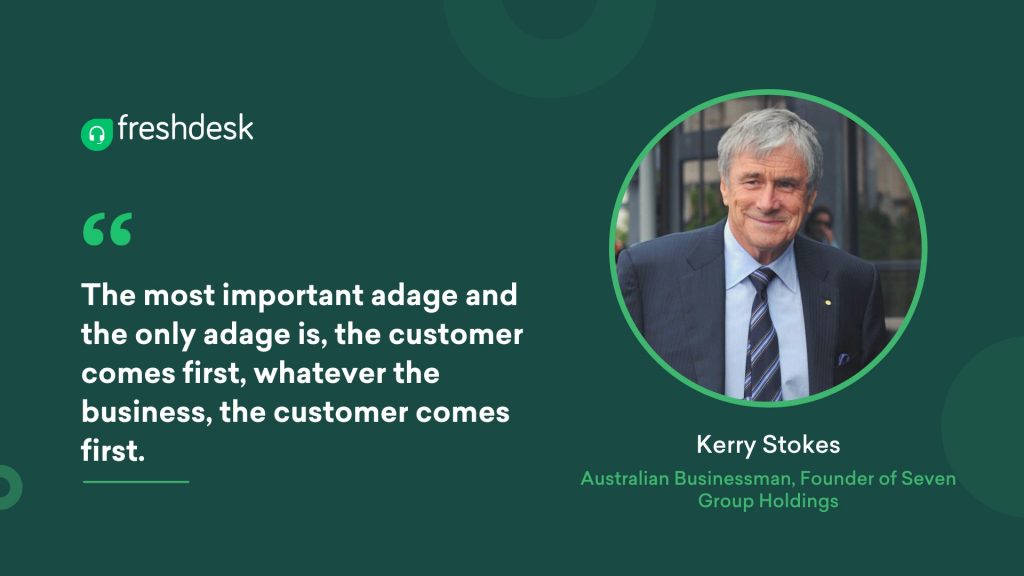 freshdesk
“
The most important adage and
the only adage is, the customer
comes first, whatever the
business, the customer comes
first.
Kerry Stokes
Australian Businessman, Founder of Seven
Group Holdings